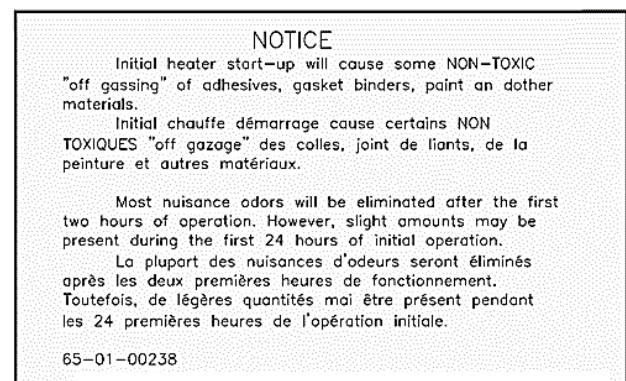 NOTICE
Initial heater start-up will cause some NON-TOXIC
"off gassing" of adhesives, gasket binders, paint an dother
materials.
Initial chauffe démarrage cause certains NON
TOXIQUES "off gazage" des colles, joint de liants, de la
peinture et autres matériaux.
Most nuisance odors will be eliminated after the first
two hours of operation. However, slight amounts may be
present during the first 24 hours of initial operation.
La plupart des nuisances d'odeurs seront éliminés
après les deux premières heures de fonctionnement.
Toutefois, de légères quantités mai être présent pendant
les 24 premières heures de l'opération initiale.
65-01-00238